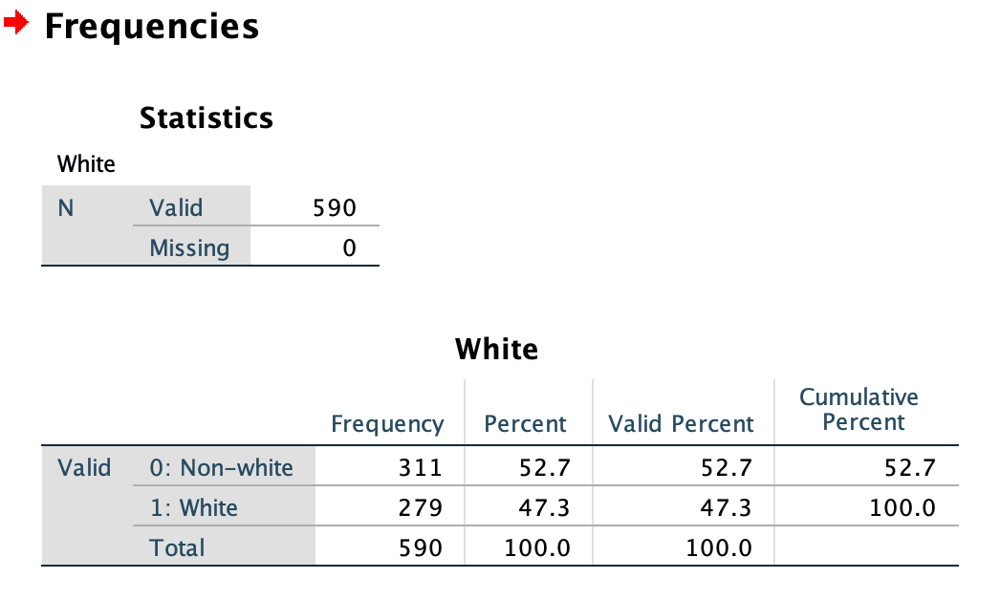 Frequencies
Statistics
White
N Valid 590
Missing 0
White
Frequency Percent Valid Percent Cumulative Percent
Valid 0: Non-white 311 52.7 52.7 52.7
1: White 279 47.3 47.3 100.0
Total 590 100.0 100.0